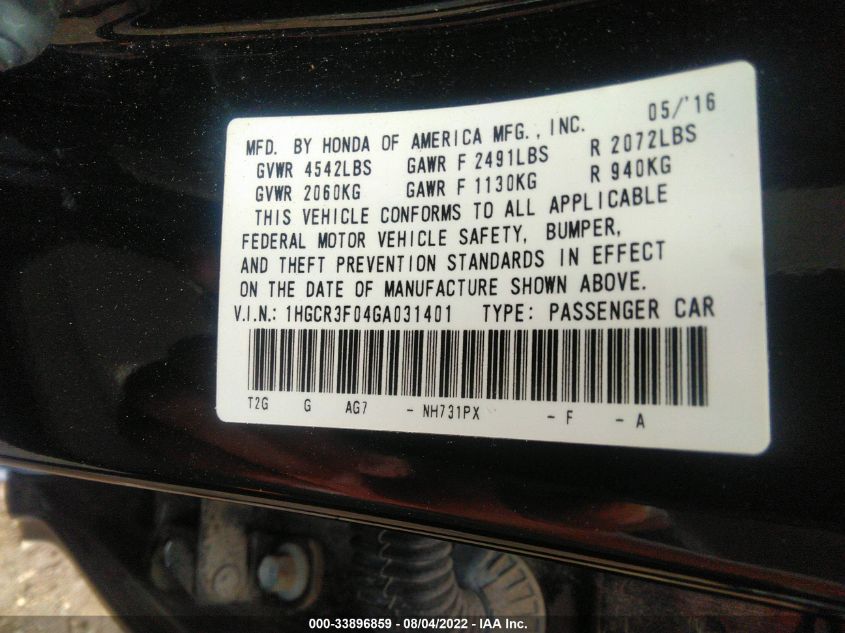 05/'16
MFD. BY HONDA OF AMERICA MFG., INC.
GVWR 4542LBS GAWR F 2491LBS R 2072LBS
GVWR 2060KG GAWR F 1130KG R 940KG
THIS VEHICLE CONFORMS TO ALL APPLICABLE
FEDERAL MOTOR VEHICLE SAFETY, BUMPER,
AND THEFT PREVENTION STANDARDS IN EFFECT
ON THE DATE OF MANUFACTURE SHOWN ABOVE.
V.I.N.: 1HGCR3F04GA031401 TYPE: PASSENGER CAR
T2G G AG7 - NH731PX - F - A
000-33896859 - 08/04/2022 - IAA Inc.